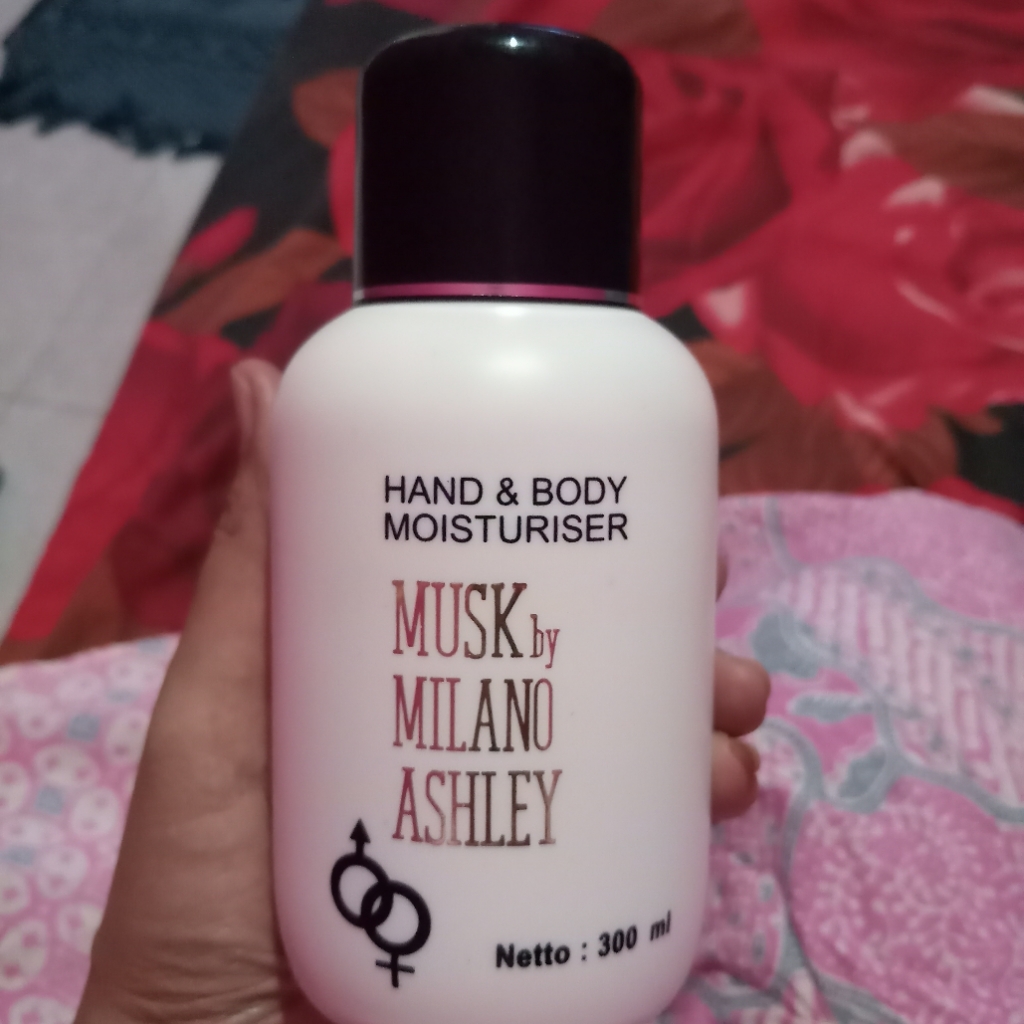 HAND & BODY
MOISTURISER
MUSK by
MILANO
ASHLEY
Netto : 300 ml